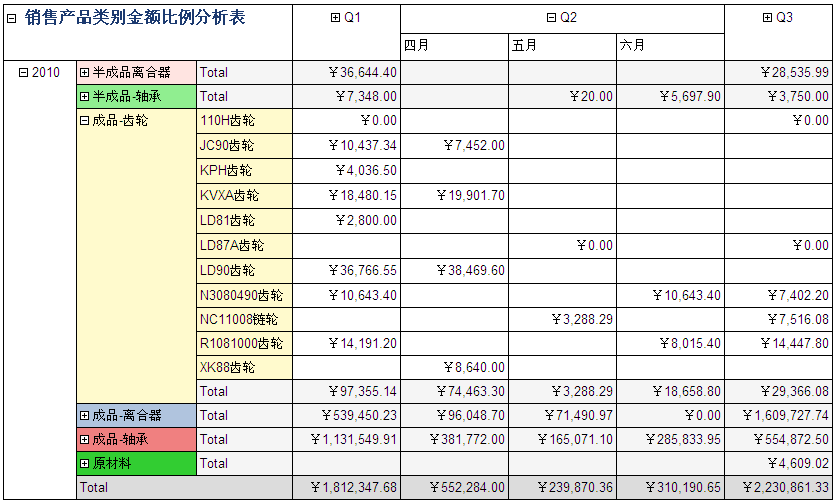 销售产品类别金额比例分析表 Q1 Q2 Q3
四月 五月 六月
2010 半成品离合器 Total ￥36,644.40 ￥28,535.99
半成品-轴承 Total ￥7,348.00 ￥20.00 ￥5,697.90 ￥3,750.00
成品-齿轮 110H齿轮 ￥0.00 ￥0.00
JC90齿轮 ￥10,437.34 ￥7,452.00
KPH齿轮 ￥4,036.50
KVXA齿轮 ￥18,480.15 ￥19,901.70
LD81齿轮 ￥2,800.00
LD87A齿轮 ￥0.00 ￥0.00
LD90齿轮 ￥36,766.55 ￥38,469.60
N3080490齿轮 ￥10,643.40 ￥10,643.40 ￥7,402.20
NC11008链轮 ￥3,288.29 ￥7,516.08
R1081000齿轮 ￥14,191.20 ￥8,015.40 ￥14,447.80
XK88齿轮 ￥8,640.00
Total ￥97,355.14 ￥74,463.30 ￥3,288.29 ￥18,658.80 ￥29,366.08
成品-离合器 Total ￥539,450.23 ￥96,048.70 ￥71,490.97 ￥0.00 ￥1,609,727.74
成品-轴承 Total ￥1,131,549.91 ￥381,772.00 ￥165,071.10 ￥285,833.95 ￥554,872.50
原材料 Total ￥4,609.02
Total ￥1,812,347.68 ￥552,284.00 ￥239,870.36 ￥310,190.65 ￥2,230,861.33